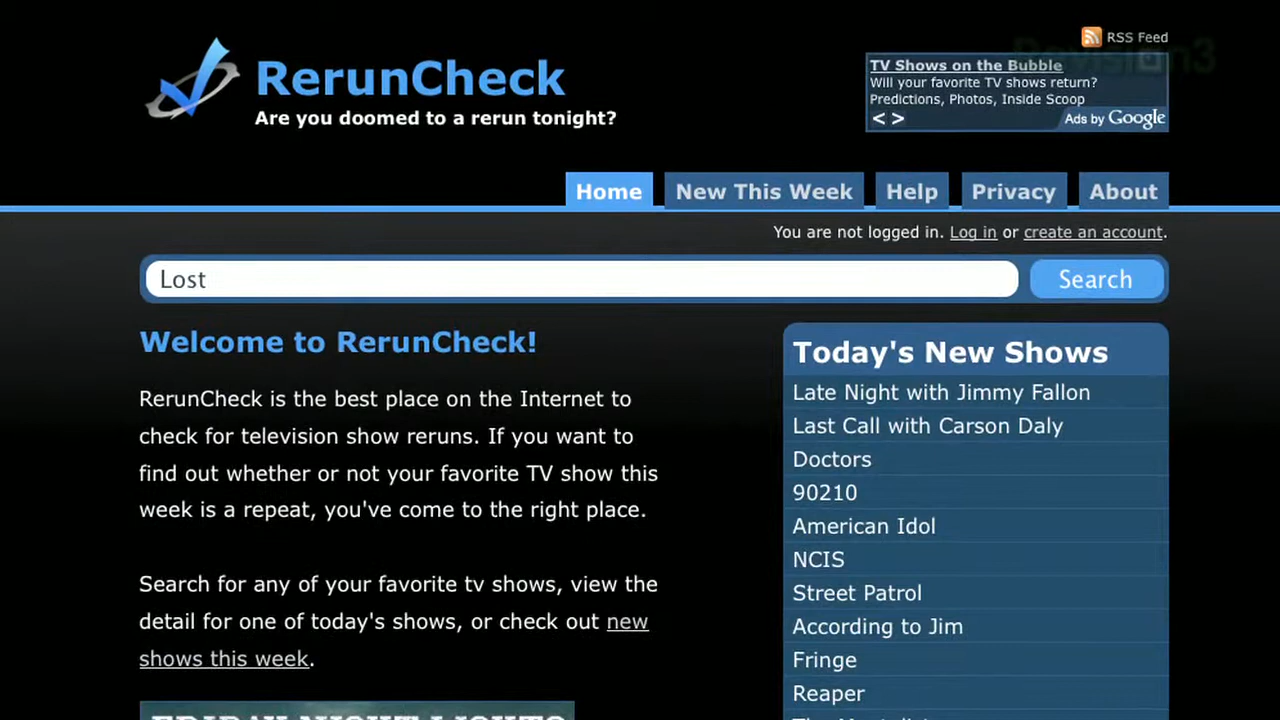 RSS Feed
Revision3
RerunCheck
Are you doomed to a rerun tonight?
TV Shows on the Bubble
Will your favorite TV shows return?
Predictions, Photos, Inside Scoop
< >
Ads by Google
Home
New This Week
Help
Privacy
About
You are not logged in. Log in or create an account.
Lost
Search
Welcome to RerunCheck!
RerunCheck is the best place on the Internet to
check for television show reruns. If you want to
find out whether or not your favorite TV show this
week is a repeat, you've come to the right place.
Search for any of your favorite tv shows, view the
detail for one of today's shows, or check out new
shows this week.
FRIDAY NIGHT LIGHTS
Today's New Shows
Late Night with Jimmy Fallon
Last Call with Carson Daly
Doctors
90210
American Idol
NCIS
Street Patrol
According to Jim
Fringe
Reaper